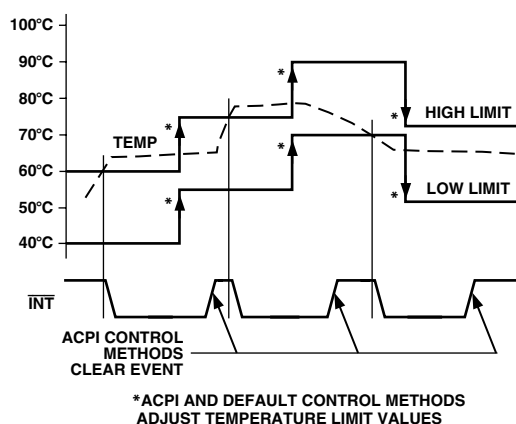 100°C
90°C
80°C
70°C
60°C
50°C
40°C
TEMP
*
*
*
*
*
*
HIGH LIMIT
LOW LIMIT
INT
ACPI CONTROL
METHODS
CLEAR EVENT
*ACPI AND DEFAULT CONTROL METHODS
ADJUST TEMPERATURE LIMIT VALUES